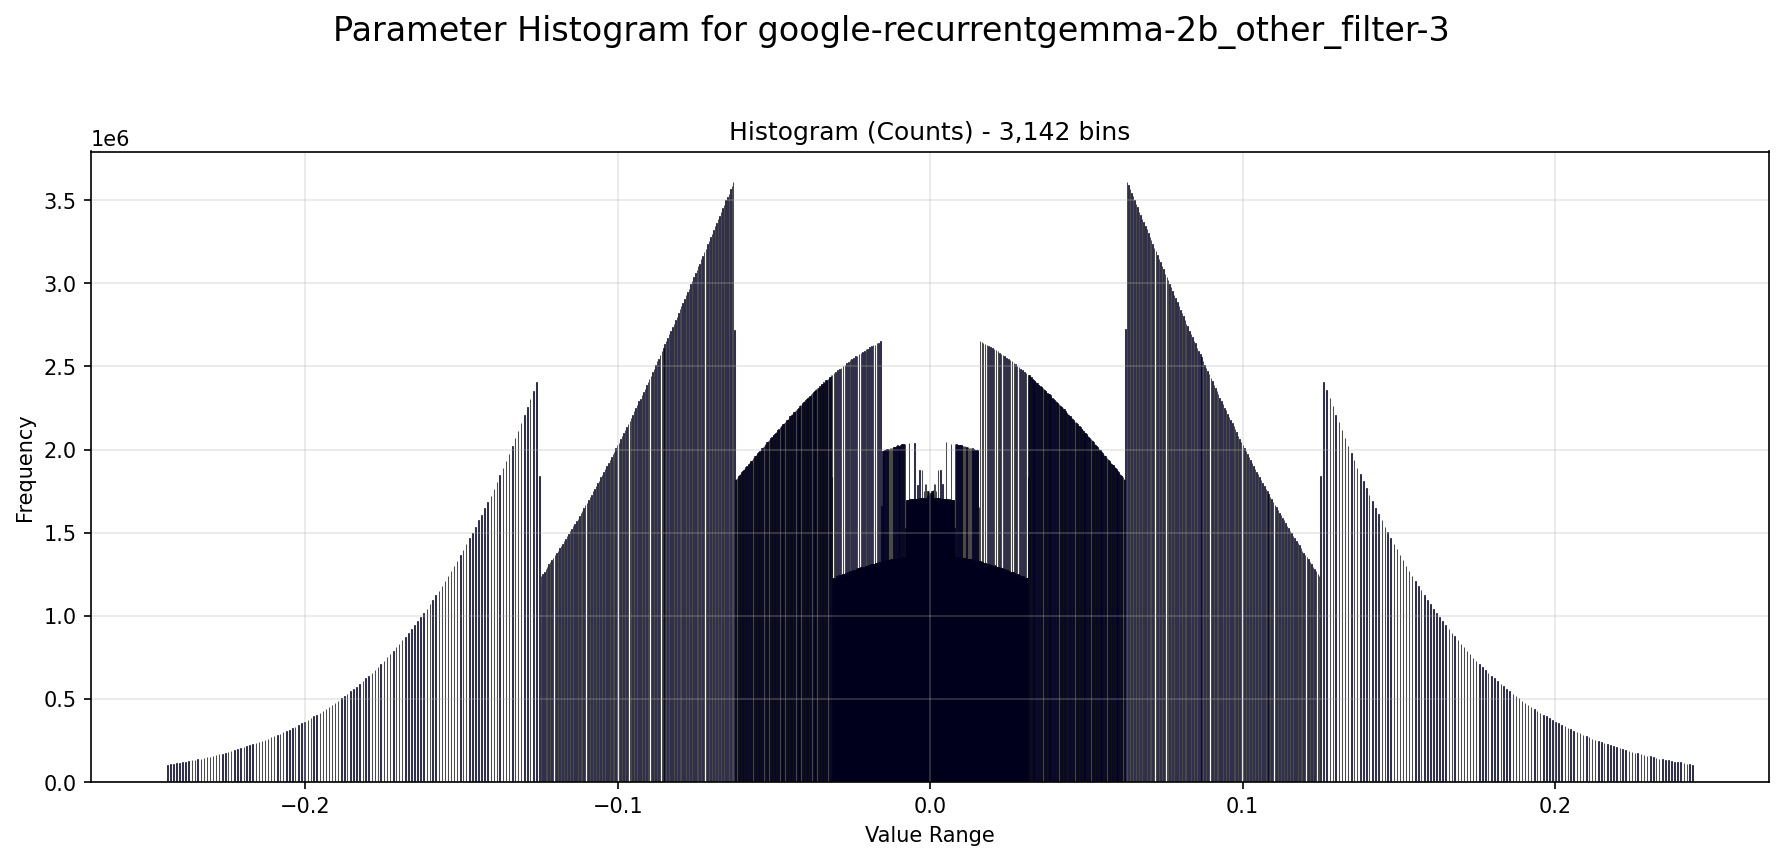 Parameter Histogram for google-recurrentgemma-2b_other_filter-3
Histogram (Counts) - 3,142 bins
1e6
3.5
3.0
2.5
2.0
1.5
1.0
0.5
0.0
Frequency
−0.2 −0.1 0.0 0.1 0.2
Value Range